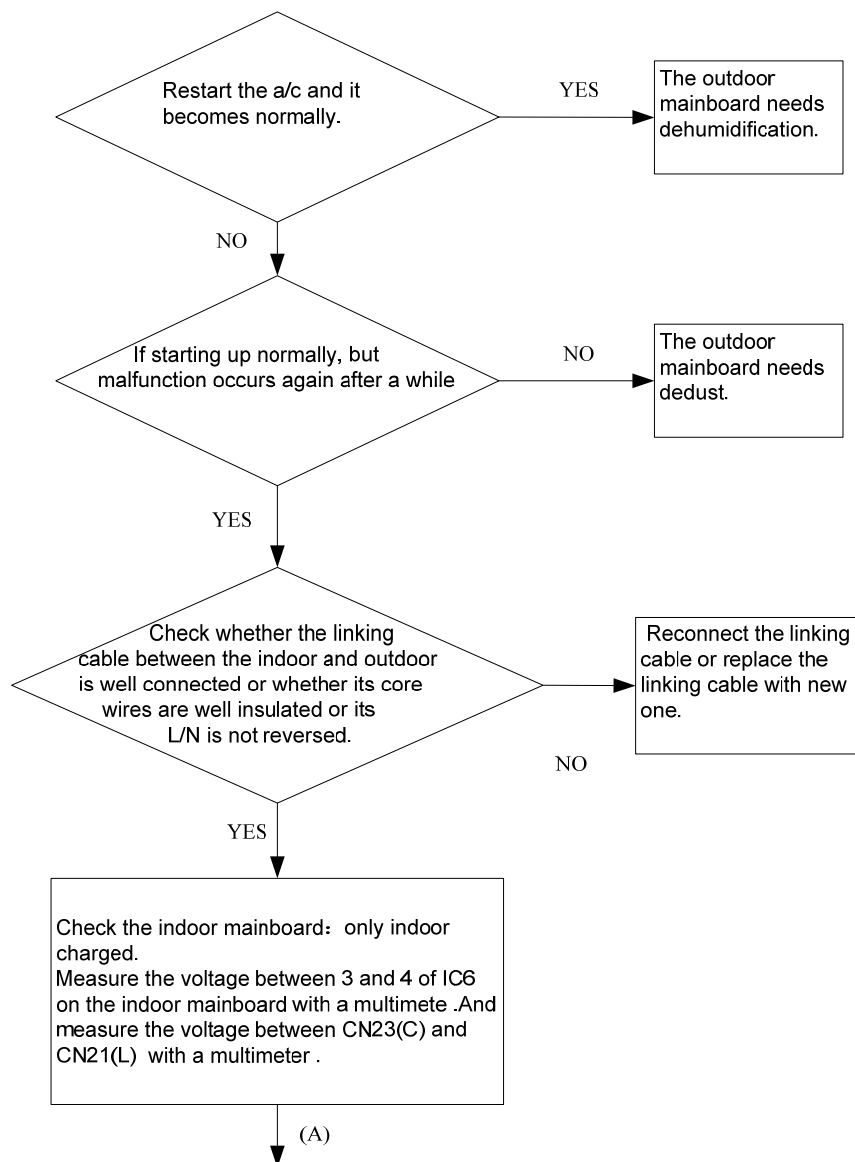 Restart the a/c and it
becomes normally.
YES
The outdoor
mainboard needs
dehumidification.
NO
If starting up normally, but
malfunction occurs again after a while
NO
The outdoor
mainboard needs
dedust.
YES
Check whether the linking
cable between the indoor and outdoor
is well connected or whether its core
wires are well insulated or its
L/N is not reversed.
NO
Reconnect the linking
cable or replace the
linking cable with new
one.
YES
Check the indoor mainboard：only indoor
charged.
Measure the voltage between 3 and 4 of IC6
on the indoor mainboard with a multimete .And
measure the voltage between CN23(C) and
CN21(L) with a multimeter .
(A)